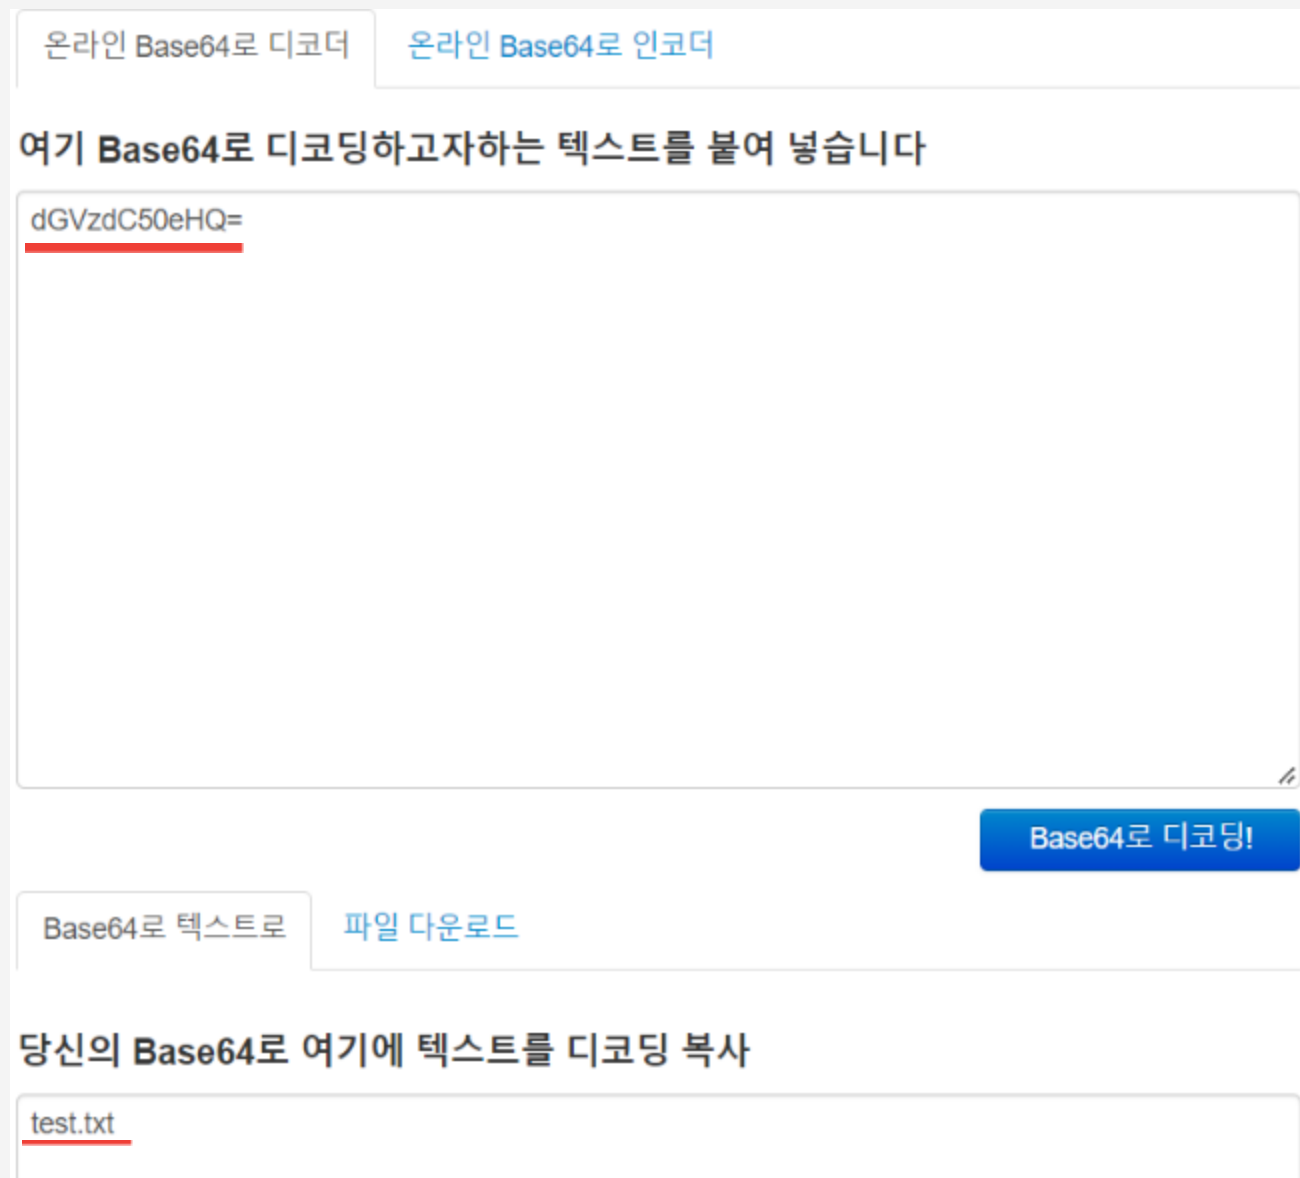 온라인 Base64로 디코더 온라인 Base64로 인코더
여기 Base64로 디코딩하고자하는 텍스트를 붙여 넣습니다
dGVzdC50eHQ=
Base64로 디코딩!
Base64로 텍스트로 파일 다운로드
당신의 Base64로 여기에 텍스트를 디코딩 복사
test.txt